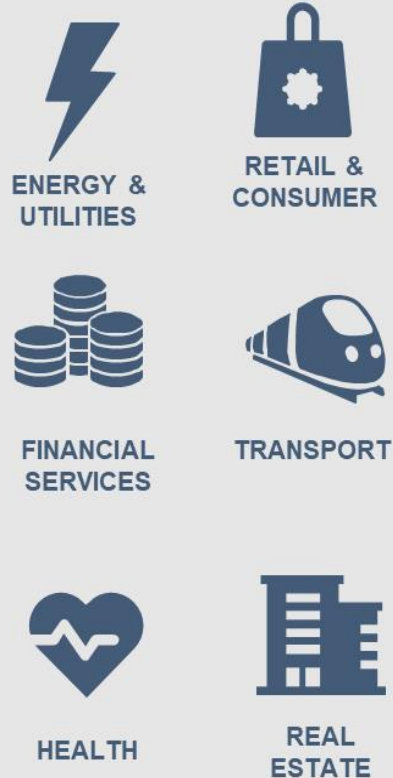 ENERGY &
UTILITIES
RETAIL &
CONSUMER
FINANCIAL
SERVICES
TRANSPORT
HEALTH
REAL
ESTATE